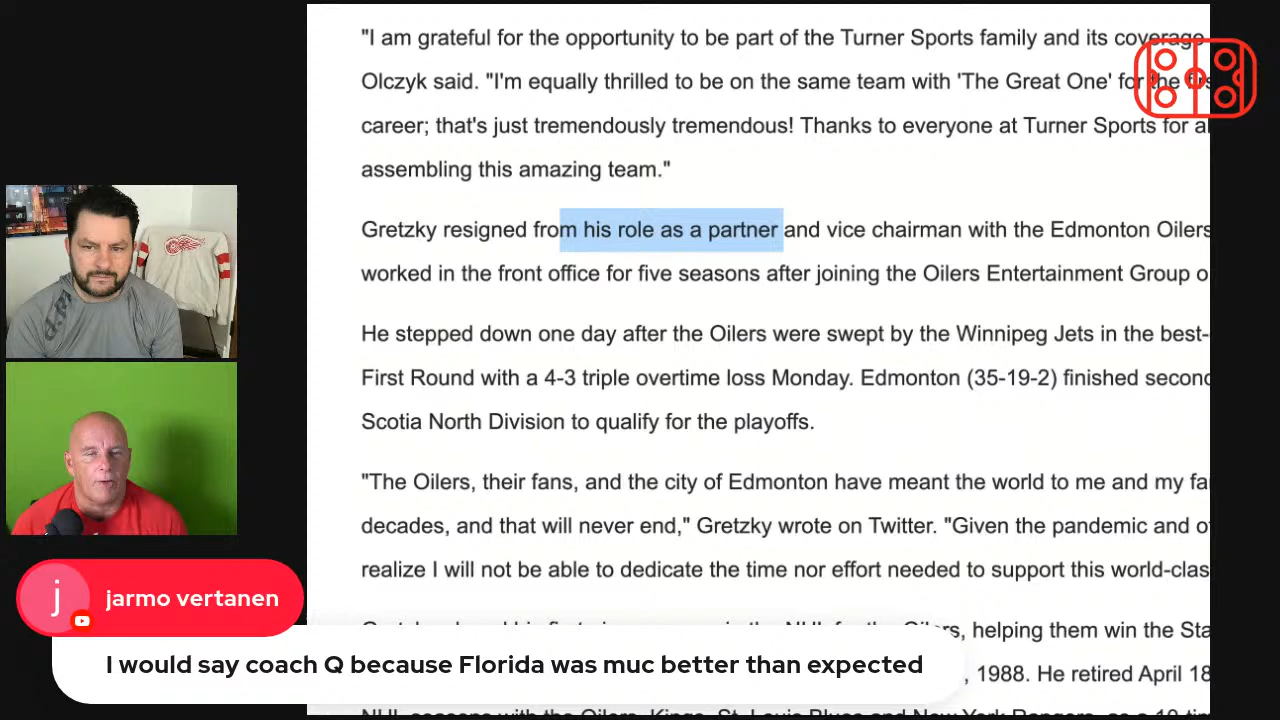 "I am grateful for the opportunity to be part of the Turner Sports family and its coverage
Olczyk said. "I'm equally thrilled to be on the same team with 'The Great One' for the
career; that's just tremendously tremendous! Thanks to everyone at Turner Sports for
assembling this amazing team."
Gretzky resigned from his role as a partner and vice chairman with the Edmonton Oilers
worked in the front office for five seasons after joining the Oilers Entertainment Group
He stepped down one day after the Oilers were swept by the Winnipeg Jets in the best-
First Round with a 4-3 triple overtime loss Monday. Edmonton (35-19-2) finished
Scotia North Division to qualify for the playoffs.
"The Oilers, their fans, and the city of Edmonton have meant the world to me and my
decades, and that will never end," Gretzky wrote on Twitter. "Given the pandemic and
realize I will not be able to dedicate the time nor effort needed to support this
helping them win the
j
jarmo vertanen
I would say coach Q because Florida was muc better than expected
, 1988. He retired April 18